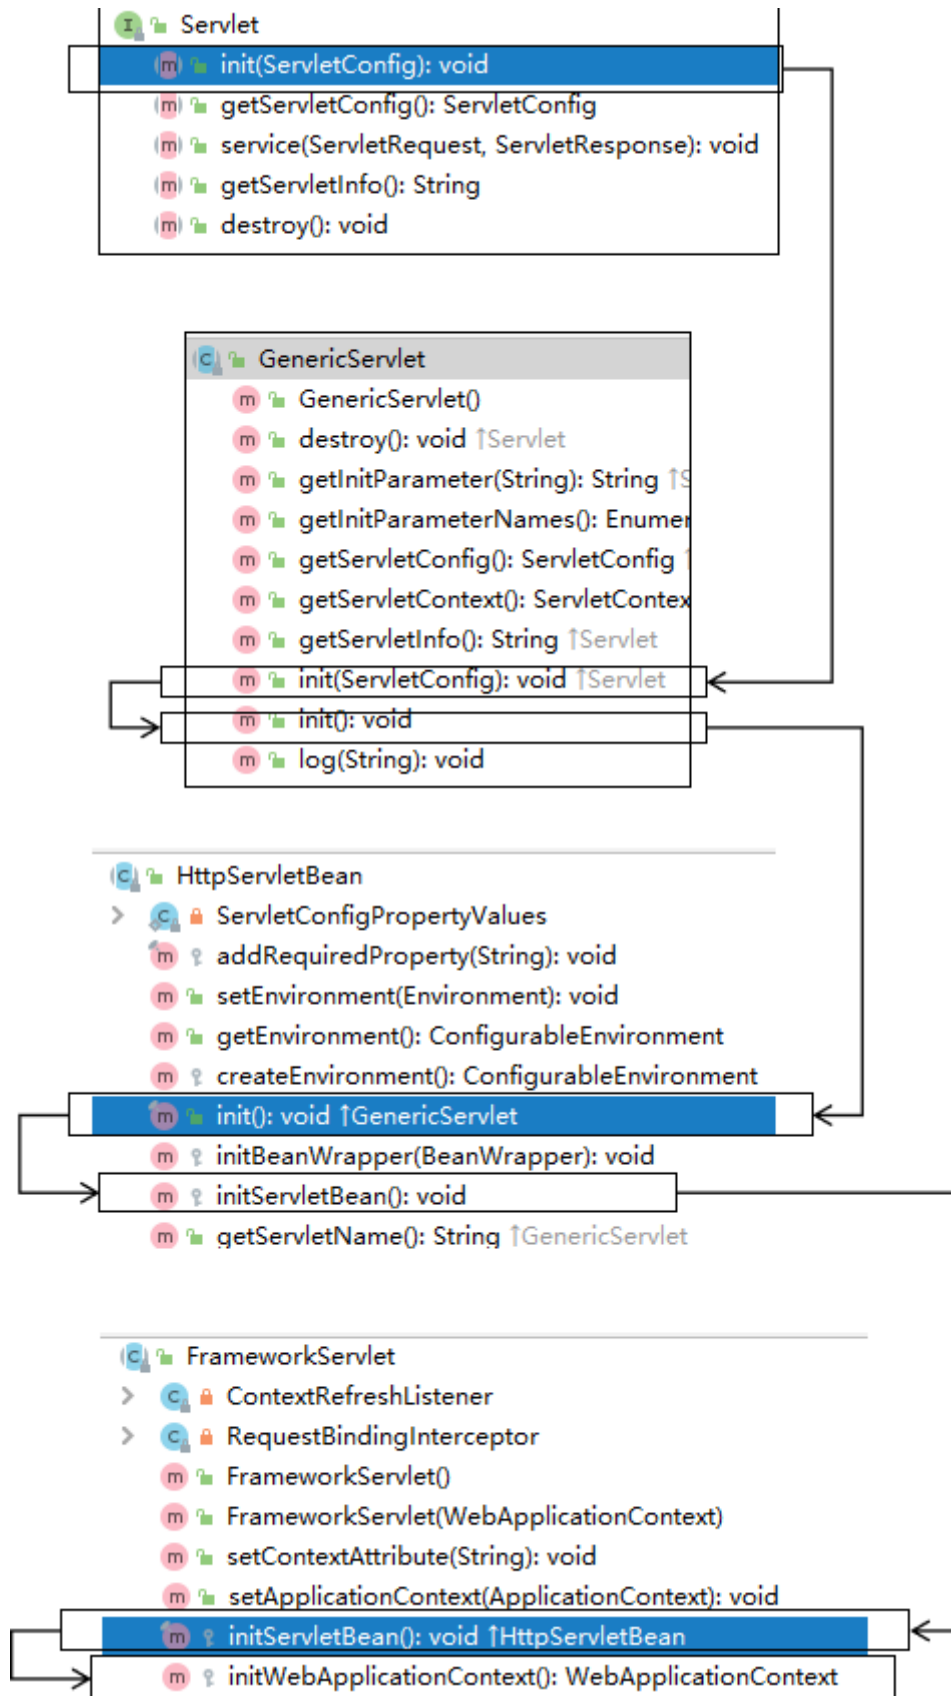 Servlet
init(ServletConfig): void
getServletConfig(): ServletConfig
service(ServletRequest, ServletResponse): void
getServletInfo(): String
destroy(): void
GenericServlet
GenericServlet()
destroy(): void ↑Servlet
getInitParameter(String): String ↑S
getInitParameterNames(): Enumer
getServletConfig(): ServletConfig ↑
getServletContext(): ServletContex
getServletInfo(): String ↑Servlet
init(ServletConfig): void ↑Servlet
init(): void
log(String): void
HttpServletBean
ServletConfigPropertyValues
addRequiredProperty(String): void
setEnvironment(Environment): void
getEnvironment(): ConfigurableEnvironment
createEnvironment(): ConfigurableEnvironment
init(): void ↑GenericServlet
initBeanWrapper(BeanWrapper): void
initServletBean(): void
getServletName(): String ↑GenericServlet
FrameworkServlet
ContextRefreshListener
RequestBindingInterceptor
FrameworkServlet()
FrameworkServlet(WebApplicationContext)
setContextAttribute(String): void
setApplicationContext(ApplicationContext): void
initServletBean(): void ↑HttpServletBean
initWebApplicationContext(): WebApplicationContext